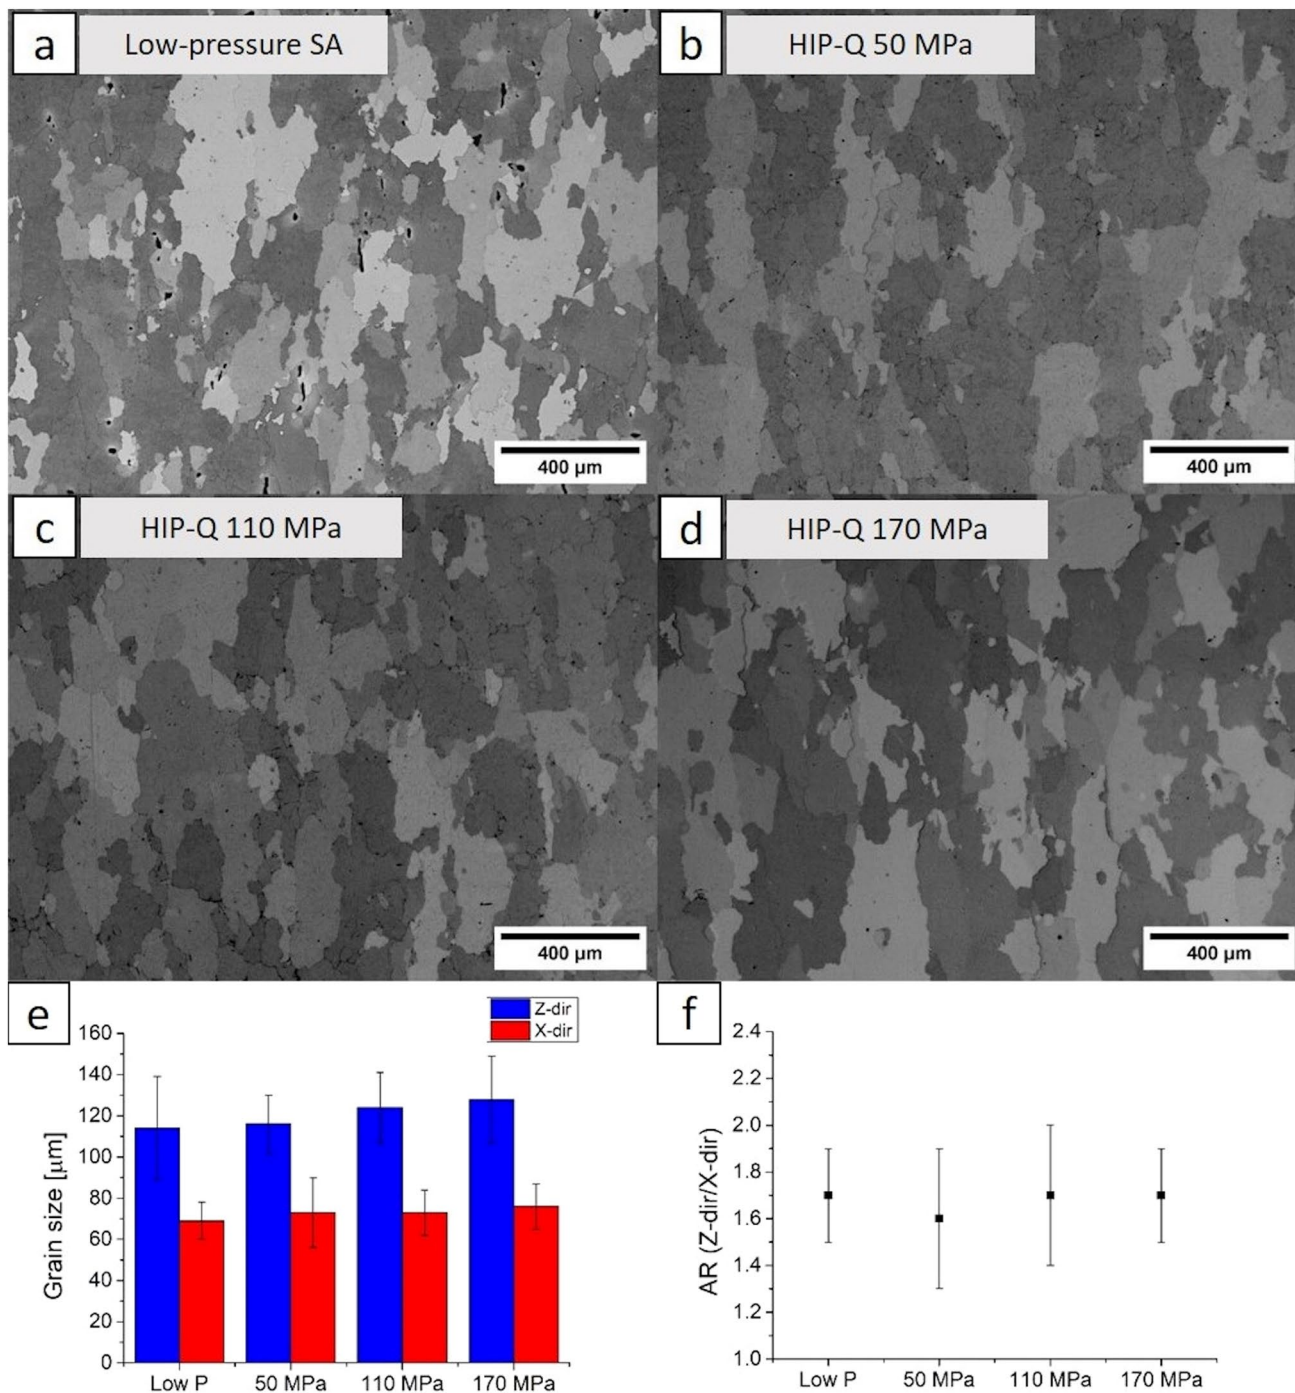 a
Low-pressure SA
400 µm
b
HIP-Q 50 MPa
400 µm
c
HIP-Q 110 MPa
400 µm
d
HIP-Q 170 MPa
400 µm
e
Z-dir
X-dir
Grain size [µm]
160
140
120
100
80
60
40
20
0
Low P 50 MPa 110 MPa 170 MPa
f
AR (Z-dir/X-dir)
2.4
2.2
2.0
1.8
1.6
1.4
1.2
1.0
Low P 50 MPa 110 MPa 170 MPa